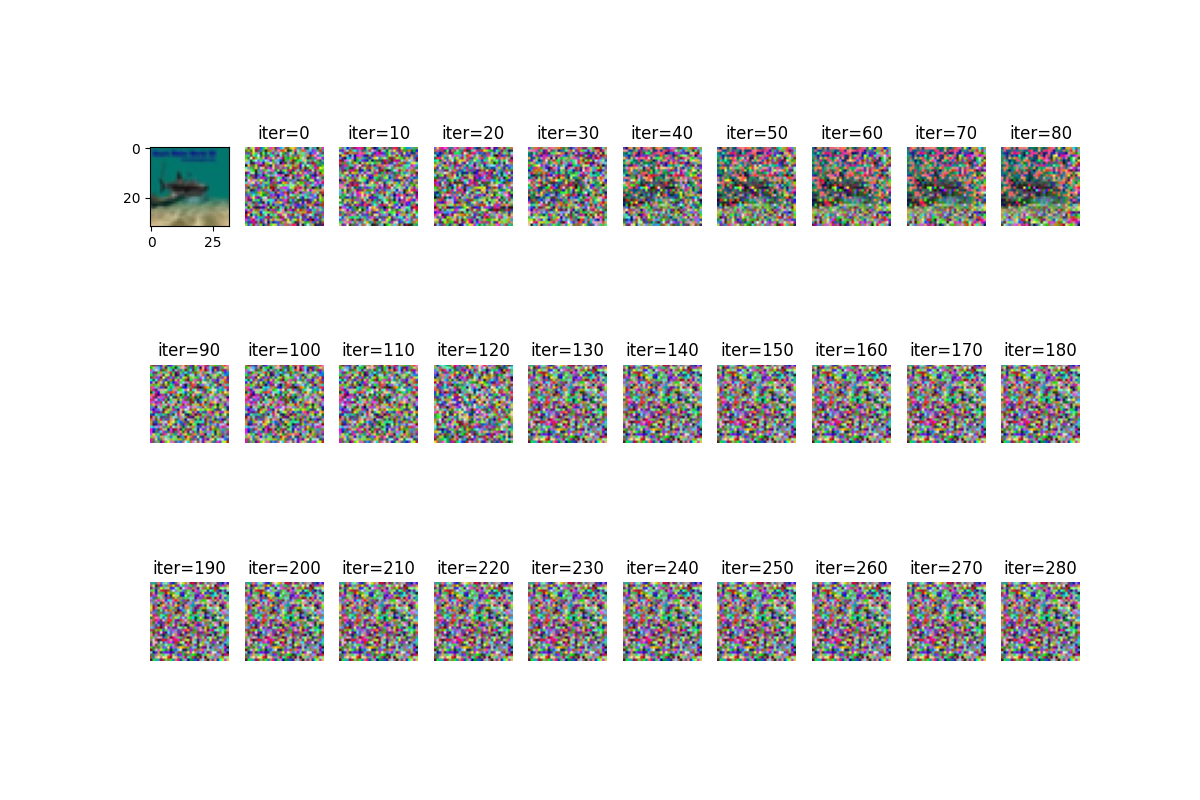 iter=0 iter=10 iter=20 iter=30 iter=40 iter=50 iter=60 iter=70 iter=80
0
20
0 25
iter=90 iter=100 iter=110 iter=120 iter=130 iter=140 iter=150 iter=160 iter=170 iter=180
iter=190 iter=200 iter=210 iter=220 iter=230 iter=240 iter=250 iter=260 iter=270 iter=280